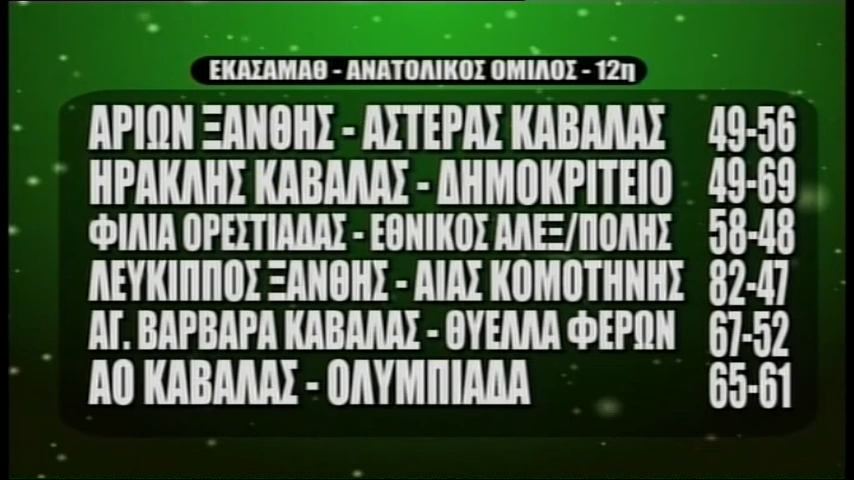 ΕΚΑΣΑΜΑΘ - ΑΝΑΤΟΛΙΚΟΣ ΟΜΙΛΟΣ - 12η
ΑΡΙΩΝ ΞΑΝΘΗΣ - ΑΣΤΕΡΑΣ ΚΑΒΑΛΑΣ 49-56
ΗΡΑΚΛΗΣ ΚΑΒΑΛΑΣ - ΔΗΜΟΚΡΙΤΕΙΟ 49-69
ΦΙΛΙΑ ΟΡΕΣΤΙΑΔΑΣ - ΕΘΝΙΚΟΣ ΑΛΕΞ/ΠΟΛΗΣ 58-48
ΛΕΥΚΙΠΠΟΣ ΞΑΝΘΗΣ - ΑΙΑΣ ΚΟΜΟΤΗΝΗΣ 82-47
ΑΓ. ΒΑΡΒΑΡΑ ΚΑΒΑΛΑΣ - ΘΥΕΛΛΑ ΦΕΡΩΝ 67-52
ΑΟ ΚΑΒΑΛΑΣ - ΟΛΥΜΠΙΑΔΑ 65-61